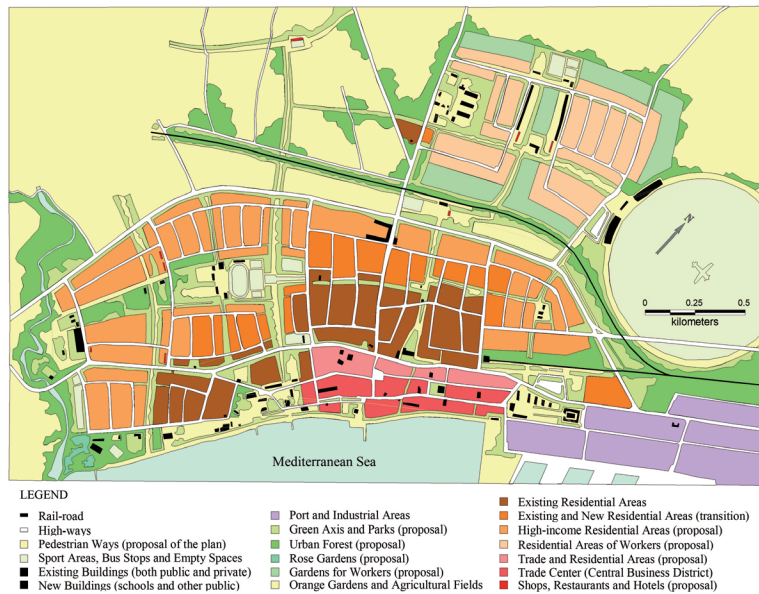 N
0 0.25 0.5
kilometers
Mediterranean Sea
LEGEND
Rail-road
High-ways
Pedestrian Ways (proposal of the plan)
Sport Areas, Bus Stops and Empty Spaces
Existing Buildings (both public and private)
New Buildings (schools and other public)
Port and Industrial Areas
Green Axis and Parks (proposal)
Urban Forest (proposal)
Rose Gardens (proposal)
Gardens for Workers (proposal)
Orange Gardens and Agricultural Fields
Existing Residential Areas
Existing and New Residential Areas (transition)
High-income Residential Areas (proposal)
Residential Areas of Workers (proposal)
Trade and Residential Areas (proposal)
Trade Center (Central Business District)
Shops, Restaurants and Hotels (proposal)